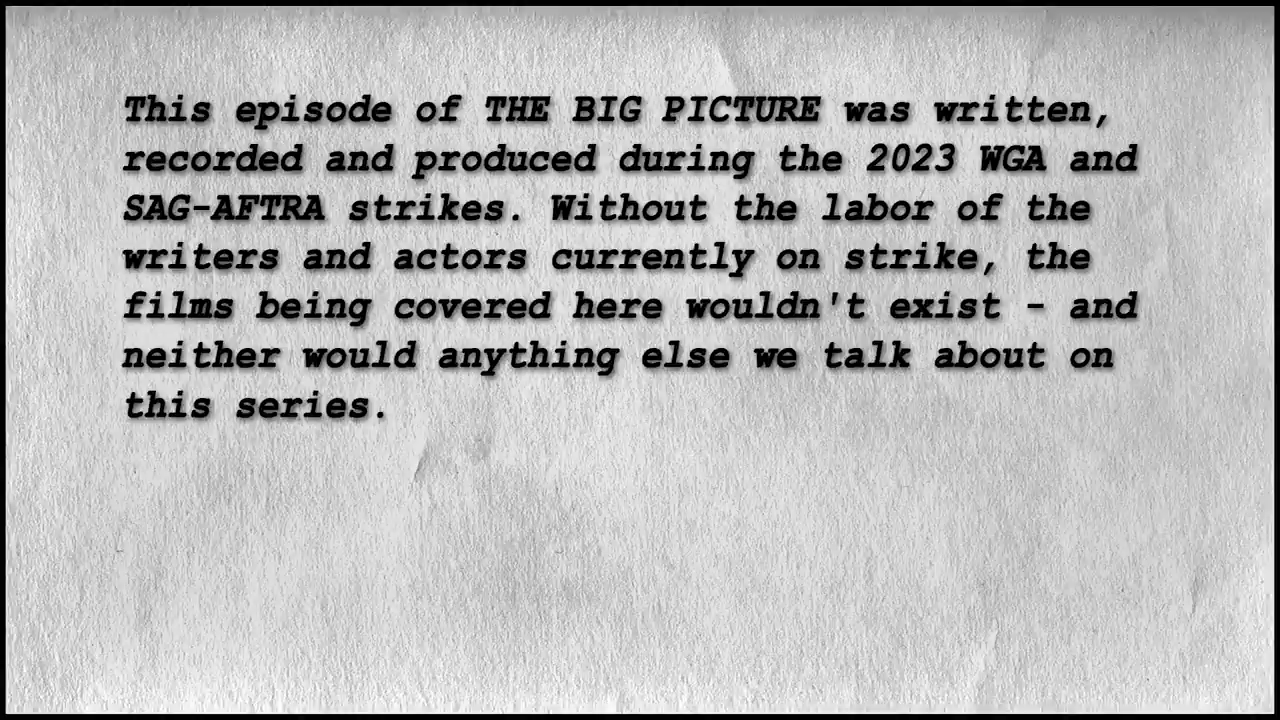 This episode of THE BIG PICTURE was written,
recorded and produced during the 2023 WGA and
SAG-AFTRA strikes. Without the labor of the
writers and actors currently on strike, the
films being covered here wouldn't exist - and
neither would anything else we talk about on
this series.